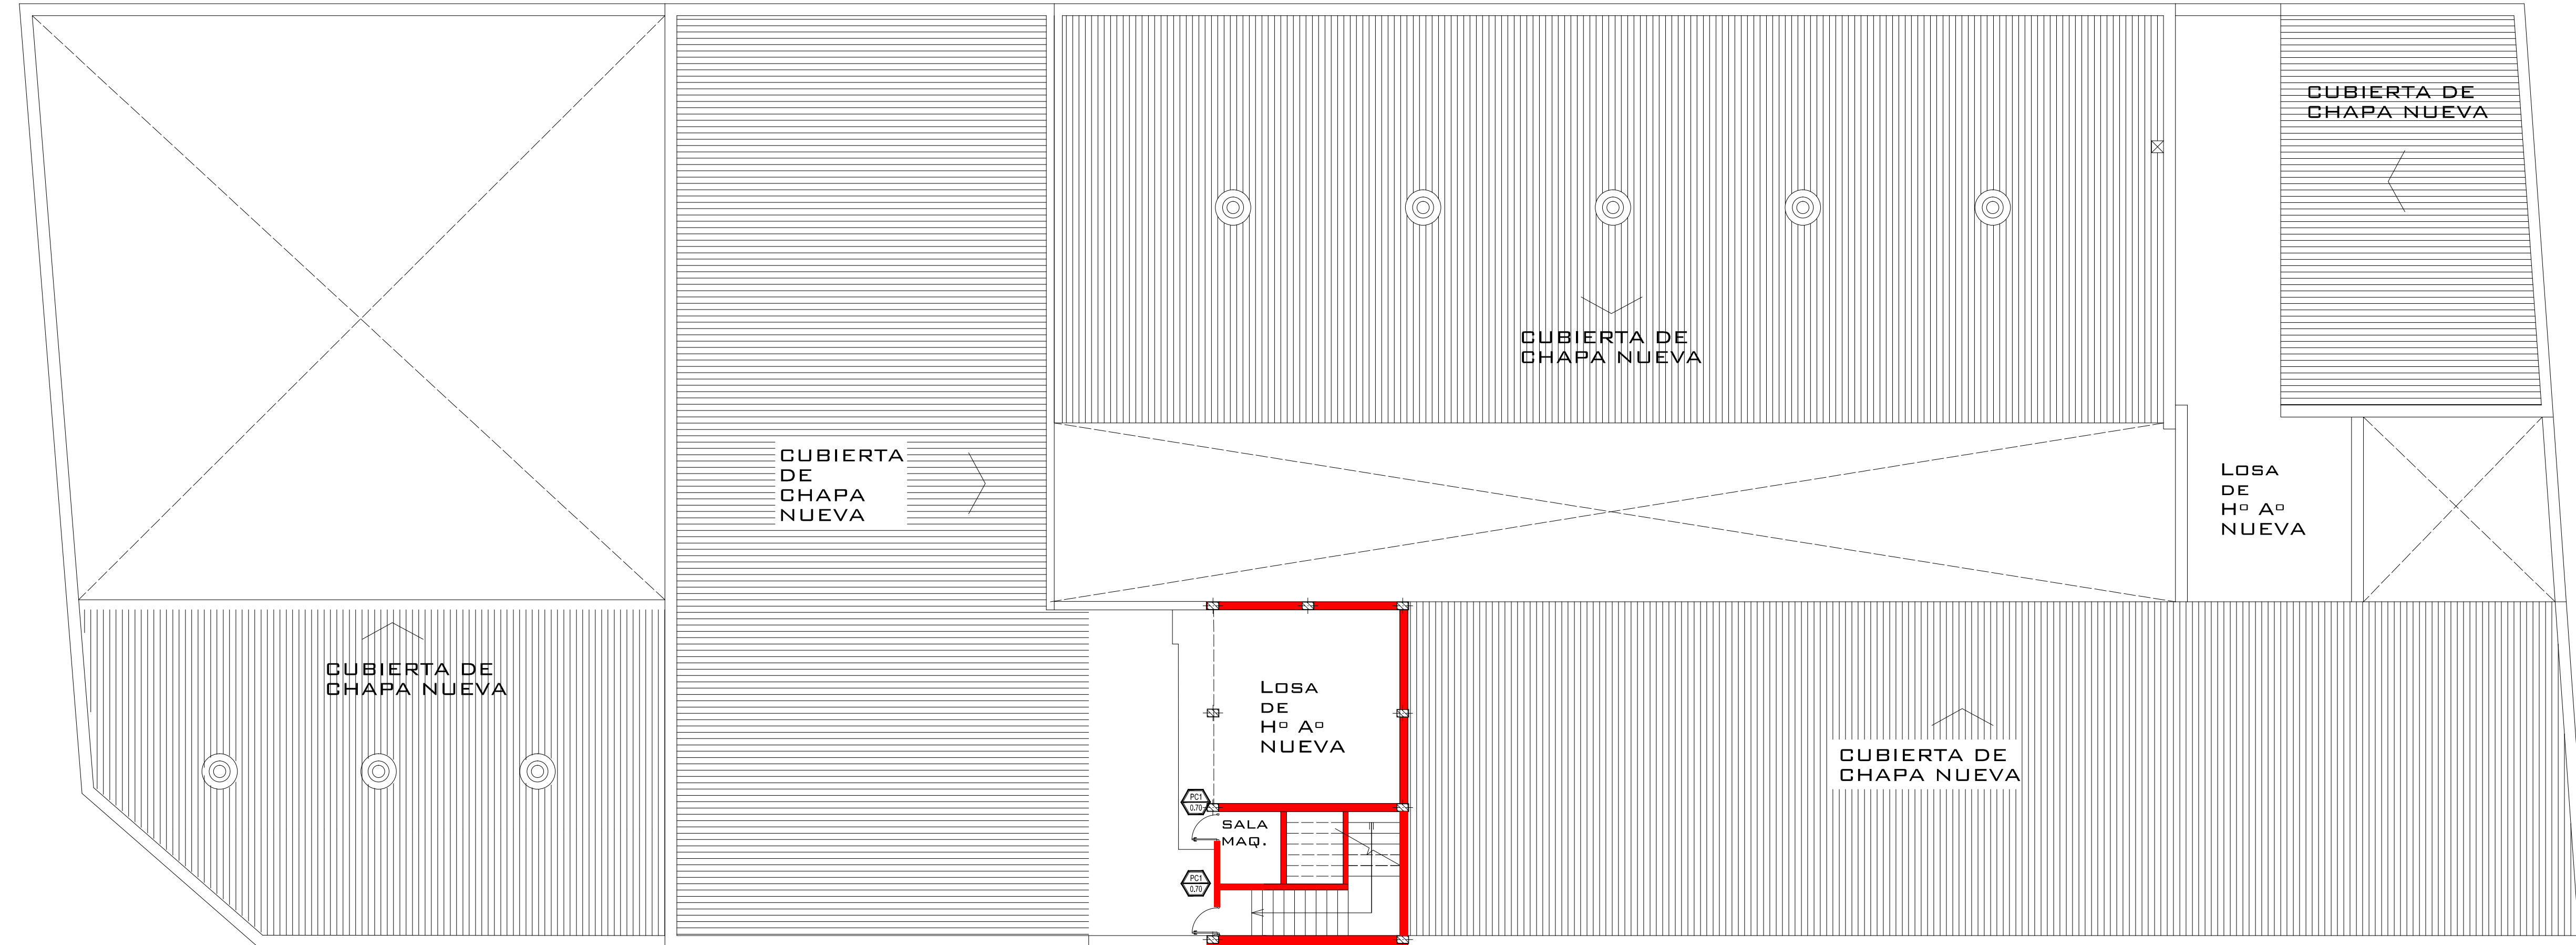 CUBIERTA DE
CHAPA NUEVA
CUBIERTA DE
CHAPA NUEVA
CUBIERTA
DE
CHAPA
NUEVA
LOSA
DE
Hº Aº
NUEVA
CUBIERTA DE
CHAPA NUEVA
LOSA
DE
Hº Aº
NUEVA
CUBIERTA DE
CHAPA NUEVA
PC1
0.70
SALA
MAQ.
PC1
0.70